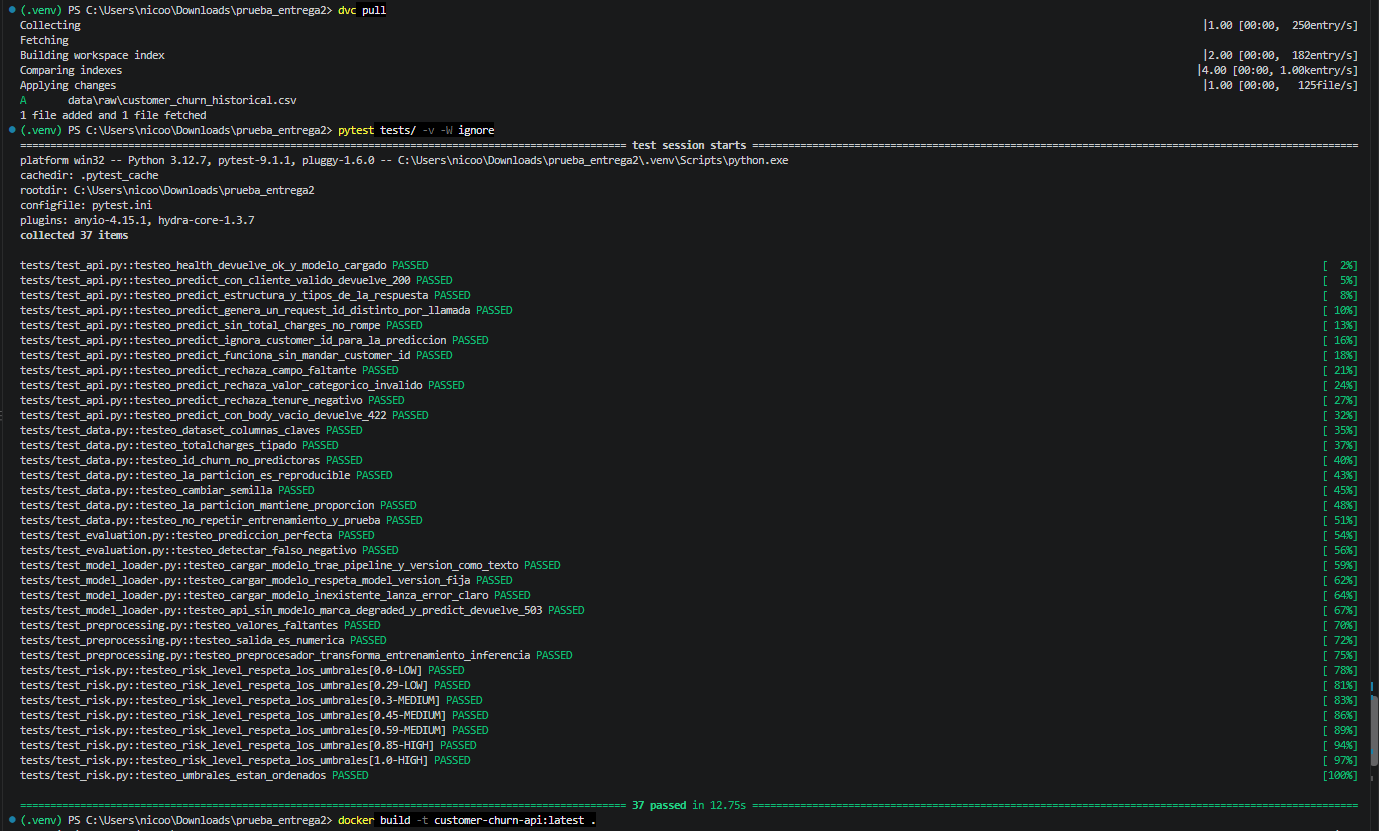 (.venv) PS C:\Users\nicoo\Downloads\prueba_entrega2> dvc pull
Collecting |1.00 [00:00, 250entry/s]
Fetching
Building workspace index |2.00 [00:00, 182entry/s]
Comparing indexes |4.00 [00:00, 1.00kentry/s]
Applying changes |1.00 [00:00, 125file/s]
A data\raw\customer_churn_historical.csv
1 file added and 1 file fetched
(.venv) PS C:\Users\nicoo\Downloads\prueba_entrega2> pytest tests/ -v -W ignore
test session starts
platform win32 -- Python 3.12.7, pytest-9.1.1, pluggy-1.6.0 -- C:\Users\nicoo\Downloads\prueba_entrega2\.venv\Scripts\python.exe
cachedir: .pytest_cache
rootdir: C:\Users\nicoo\Downloads\prueba_entrega2
configfile: pytest.ini
plugins: anyio-4.15.1, hydra-core-1.3.7
collected 37 items
tests/test_api.py::testeo_health_devuelve_ok_y_modelo_cargado PASSED [ 2%]
tests/test_api.py::testeo_predict_con_cliente_valido_devuelve_200 PASSED [ 5%]
tests/test_api.py::testeo_predict_estructura_y_tipos_de_la_respuesta PASSED [ 8%]
tests/test_api.py::testeo_predict_genera_un_request_id_distinto_por_llamada PASSED [ 10%]
tests/test_api.py::testeo_predict_sin_total_charges_no_rompe PASSED [ 13%]
tests/test_api.py::testeo_predict_ignora_customer_id_para_la_prediccion PASSED [ 16%]
tests/test_api.py::testeo_predict_funciona_sin_mandar_customer_id PASSED [ 18%]
tests/test_api.py::testeo_predict_rechaza_campo_faltante PASSED [ 21%]
tests/test_api.py::testeo_predict_rechaza_valor_categorico_invalido PASSED [ 24%]
tests/test_api.py::testeo_predict_rechaza_tenure_negativo PASSED [ 27%]
tests/test_api.py::testeo_predict_con_body_vacio_devuelve_422 PASSED [ 32%]
tests/test_data.py::testeo_dataset_columnas_claves PASSED [ 35%]
tests/test_data.py::testeo_totalcharges_tipado PASSED [ 37%]
tests/test_data.py::testeo_id_churn_no_predictoras PASSED [ 40%]
tests/test_data.py::testeo_la_particion_es_reproducible PASSED [ 43%]
tests/test_data.py::testeo_cambiar_semilla PASSED [ 45%]
tests/test_data.py::testeo_la_particion_mantiene_proporcion PASSED [ 48%]
tests/test_data.py::testeo_no_repetir_entrenamiento_y_prueba PASSED [ 51%]
tests/test_evaluation.py::testeo_prediccion_perfecta PASSED [ 54%]
tests/test_evaluation.py::testeo_detectar_falso_negativo PASSED [ 56%]
tests/test_model_loader.py::testeo_cargar_modelo_trae_pipeline_y_version_como_texto PASSED [ 59%]
tests/test_model_loader.py::testeo_cargar_modelo_respeta_model_version_fija PASSED [ 62%]
tests/test_model_loader.py::testeo_cargar_modelo_inexistente_lanza_error_claro PASSED [ 64%]
tests/test_model_loader.py::testeo_api_sin_modelo_marca_degraded_y_predict_devuelve_503 PASSED [ 67%]
tests/test_preprocessing.py::testeo_valores_faltantes PASSED [ 70%]
tests/test_preprocessing.py::testeo_salida_es_numerica PASSED [ 72%]
tests/test_preprocessing.py::testeo_preprocesador_transforma_entrenamiento_inferencia PASSED [ 75%]
tests/test_risk.py::testeo_risk_level_respeta_los_umbrales[0.0-LOW] PASSED [ 78%]
tests/test_risk.py::testeo_risk_level_respeta_los_umbrales[0.29-LOW] PASSED [ 81%]
tests/test_risk.py::testeo_risk_level_respeta_los_umbrales[0.3-MEDIUM] PASSED [ 83%]
tests/test_risk.py::testeo_risk_level_respeta_los_umbrales[0.45-MEDIUM] PASSED [ 86%]
tests/test_risk.py::testeo_risk_level_respeta_los_umbrales[0.59-MEDIUM] PASSED [ 89%]
tests/test_risk.py::testeo_risk_level_respeta_los_umbrales[0.85-HIGH] PASSED [ 94%]
tests/test_risk.py::testeo_risk_level_respeta_los_umbrales[1.0-HIGH] PASSED [ 97%]
tests/test_risk.py::testeo_umbrales_estan_ordenados PASSED [100%]
37 passed in 12.75s
(.venv) PS C:\Users\nicoo\Downloads\prueba_entrega2> docker build -t customer-churn-api:latest .